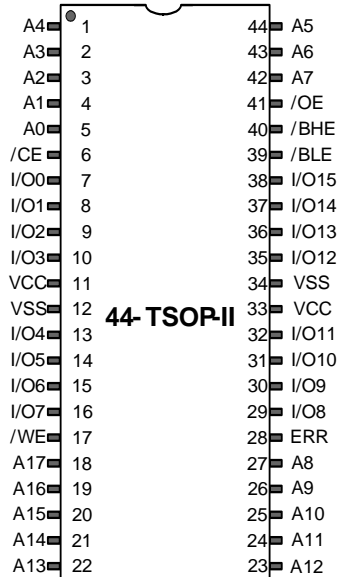 A4 1 44 A5
A3 2 43 A6
A2 3 42 A7
A1 4 41 /OE
A0 5 40 /BHE
/CE 6 39 /BLE
I/O0 7 38 I/O15
I/O1 8 37 I/O14
I/O2 9 36 I/O13
I/O3 10 35 I/O12
VCC 11 34 VSS
VSS 12 33 VCC
44-TSOP-II
I/O4 13 32 I/O11
I/O5 14 31 I/O10
I/O6 15 30 I/O9
I/O7 16 29 I/O8
/WE 17 28 ERR
A17 18 27 A8
A16 19 26 A9
A15 20 25 A10
A14 21 24 A11
A13 22 23 A12